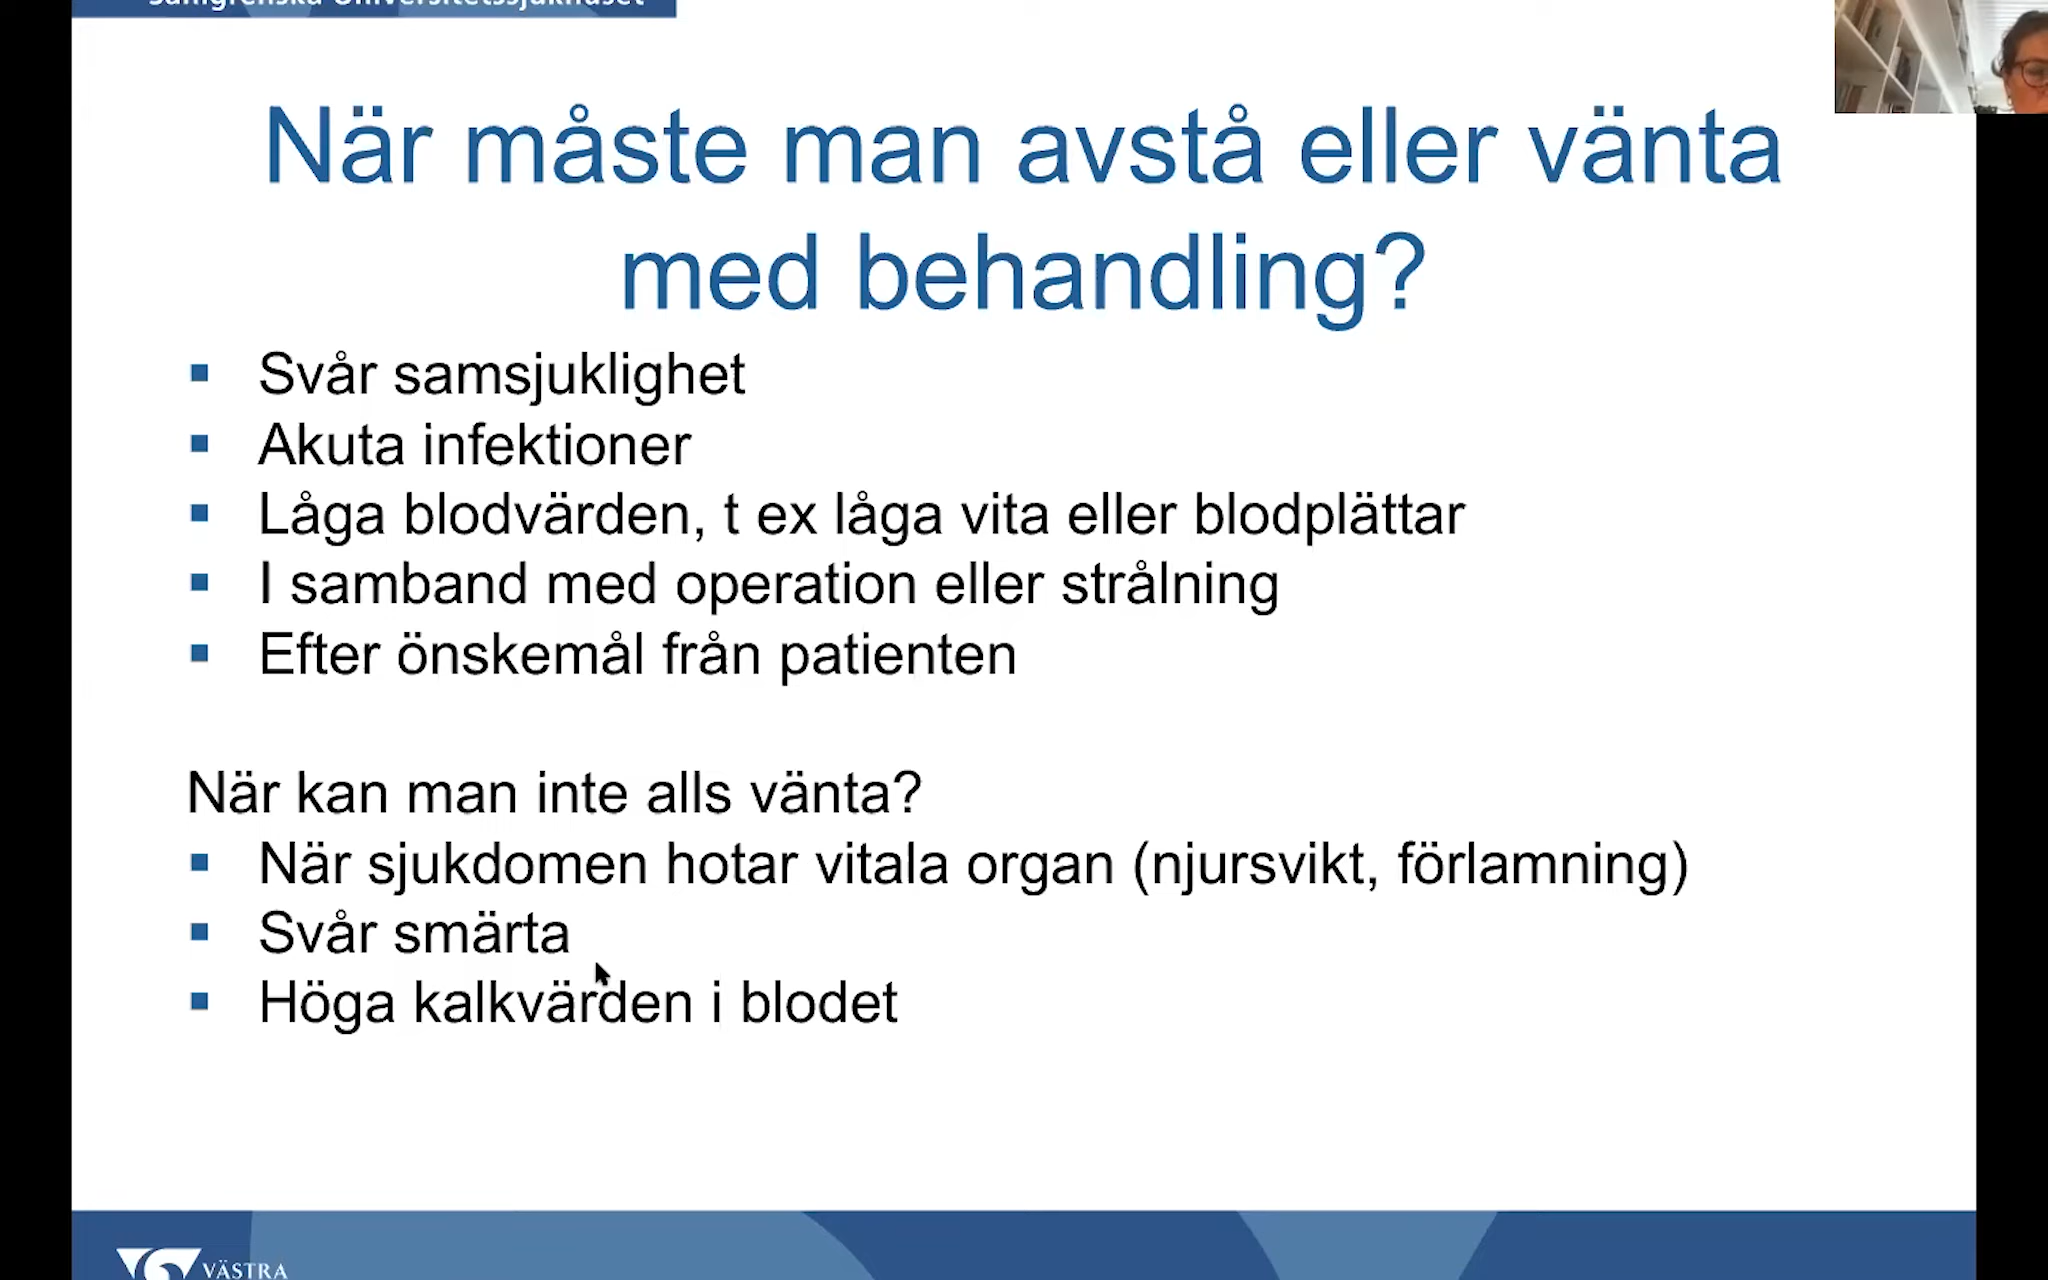 Sahlgrenska Universitetssjukhuset
När måste man avstå eller vänta
med behandling?
Svår samsjuklighet
Akuta infektioner
Låga blodvärden, t ex låga vita eller blodplättar
I samband med operation eller strålning
Efter önskemål från patienten
När kan man inte alls vänta?
När sjukdomen hotar vitala organ (njursvikt, förlamning)
Svår smärta
Höga kalkvärden i blodet
VÄSTRA